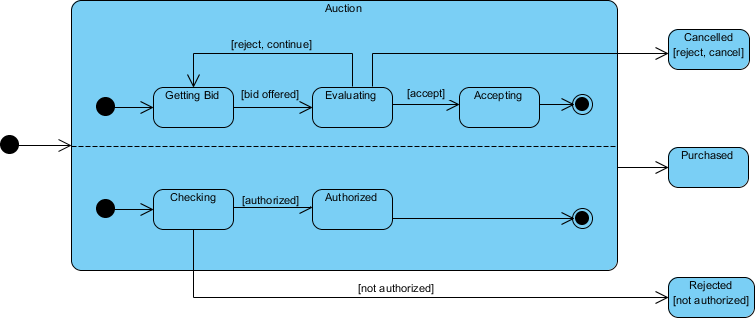 Auction
[reject, continue]
Cancelled
[reject, cancel]
Getting Bid
[bid offered]
Evaluating
[accept]
Accepting
Purchased
Checking
[authorized]
Authorized
[not authorized]
Rejected
[not authorized]